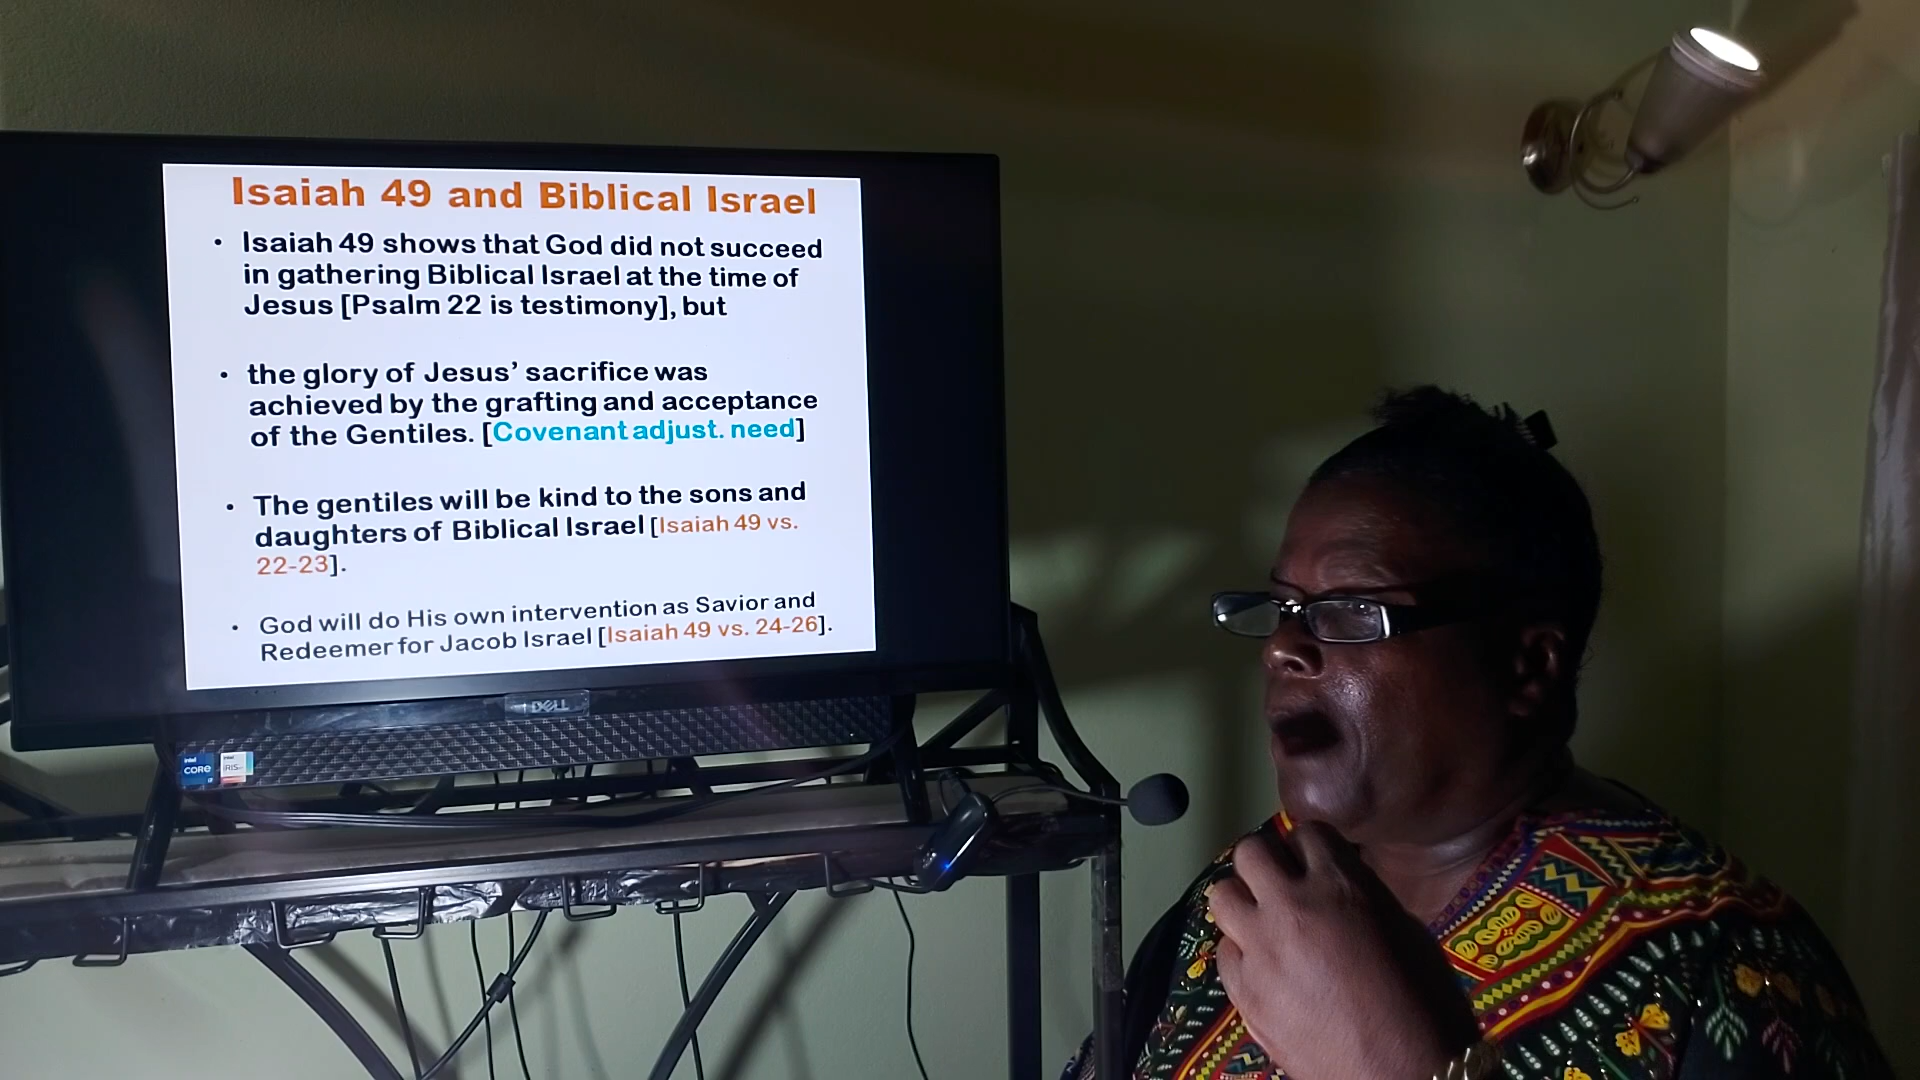 Isaiah 49 and Biblical Israel
• Isaiah 49 shows that God did not succeed
in gathering Biblical Israel at the time of
Jesus [Psalm 22 is testimony], but
• the glory of Jesus’ sacrifice was
achieved by the grafting and acceptance
of the Gentiles. [Covenant adjust. need]
• The gentiles will be kind to the sons and
daughters of Biblical Israel [Isaiah 49 vs.
22-23].
• God will do His own intervention as Savior and
Redeemer for Jacob Israel [Isaiah 49 vs. 24-26].
DELL
intel
CORE
i7
intel
IRIS